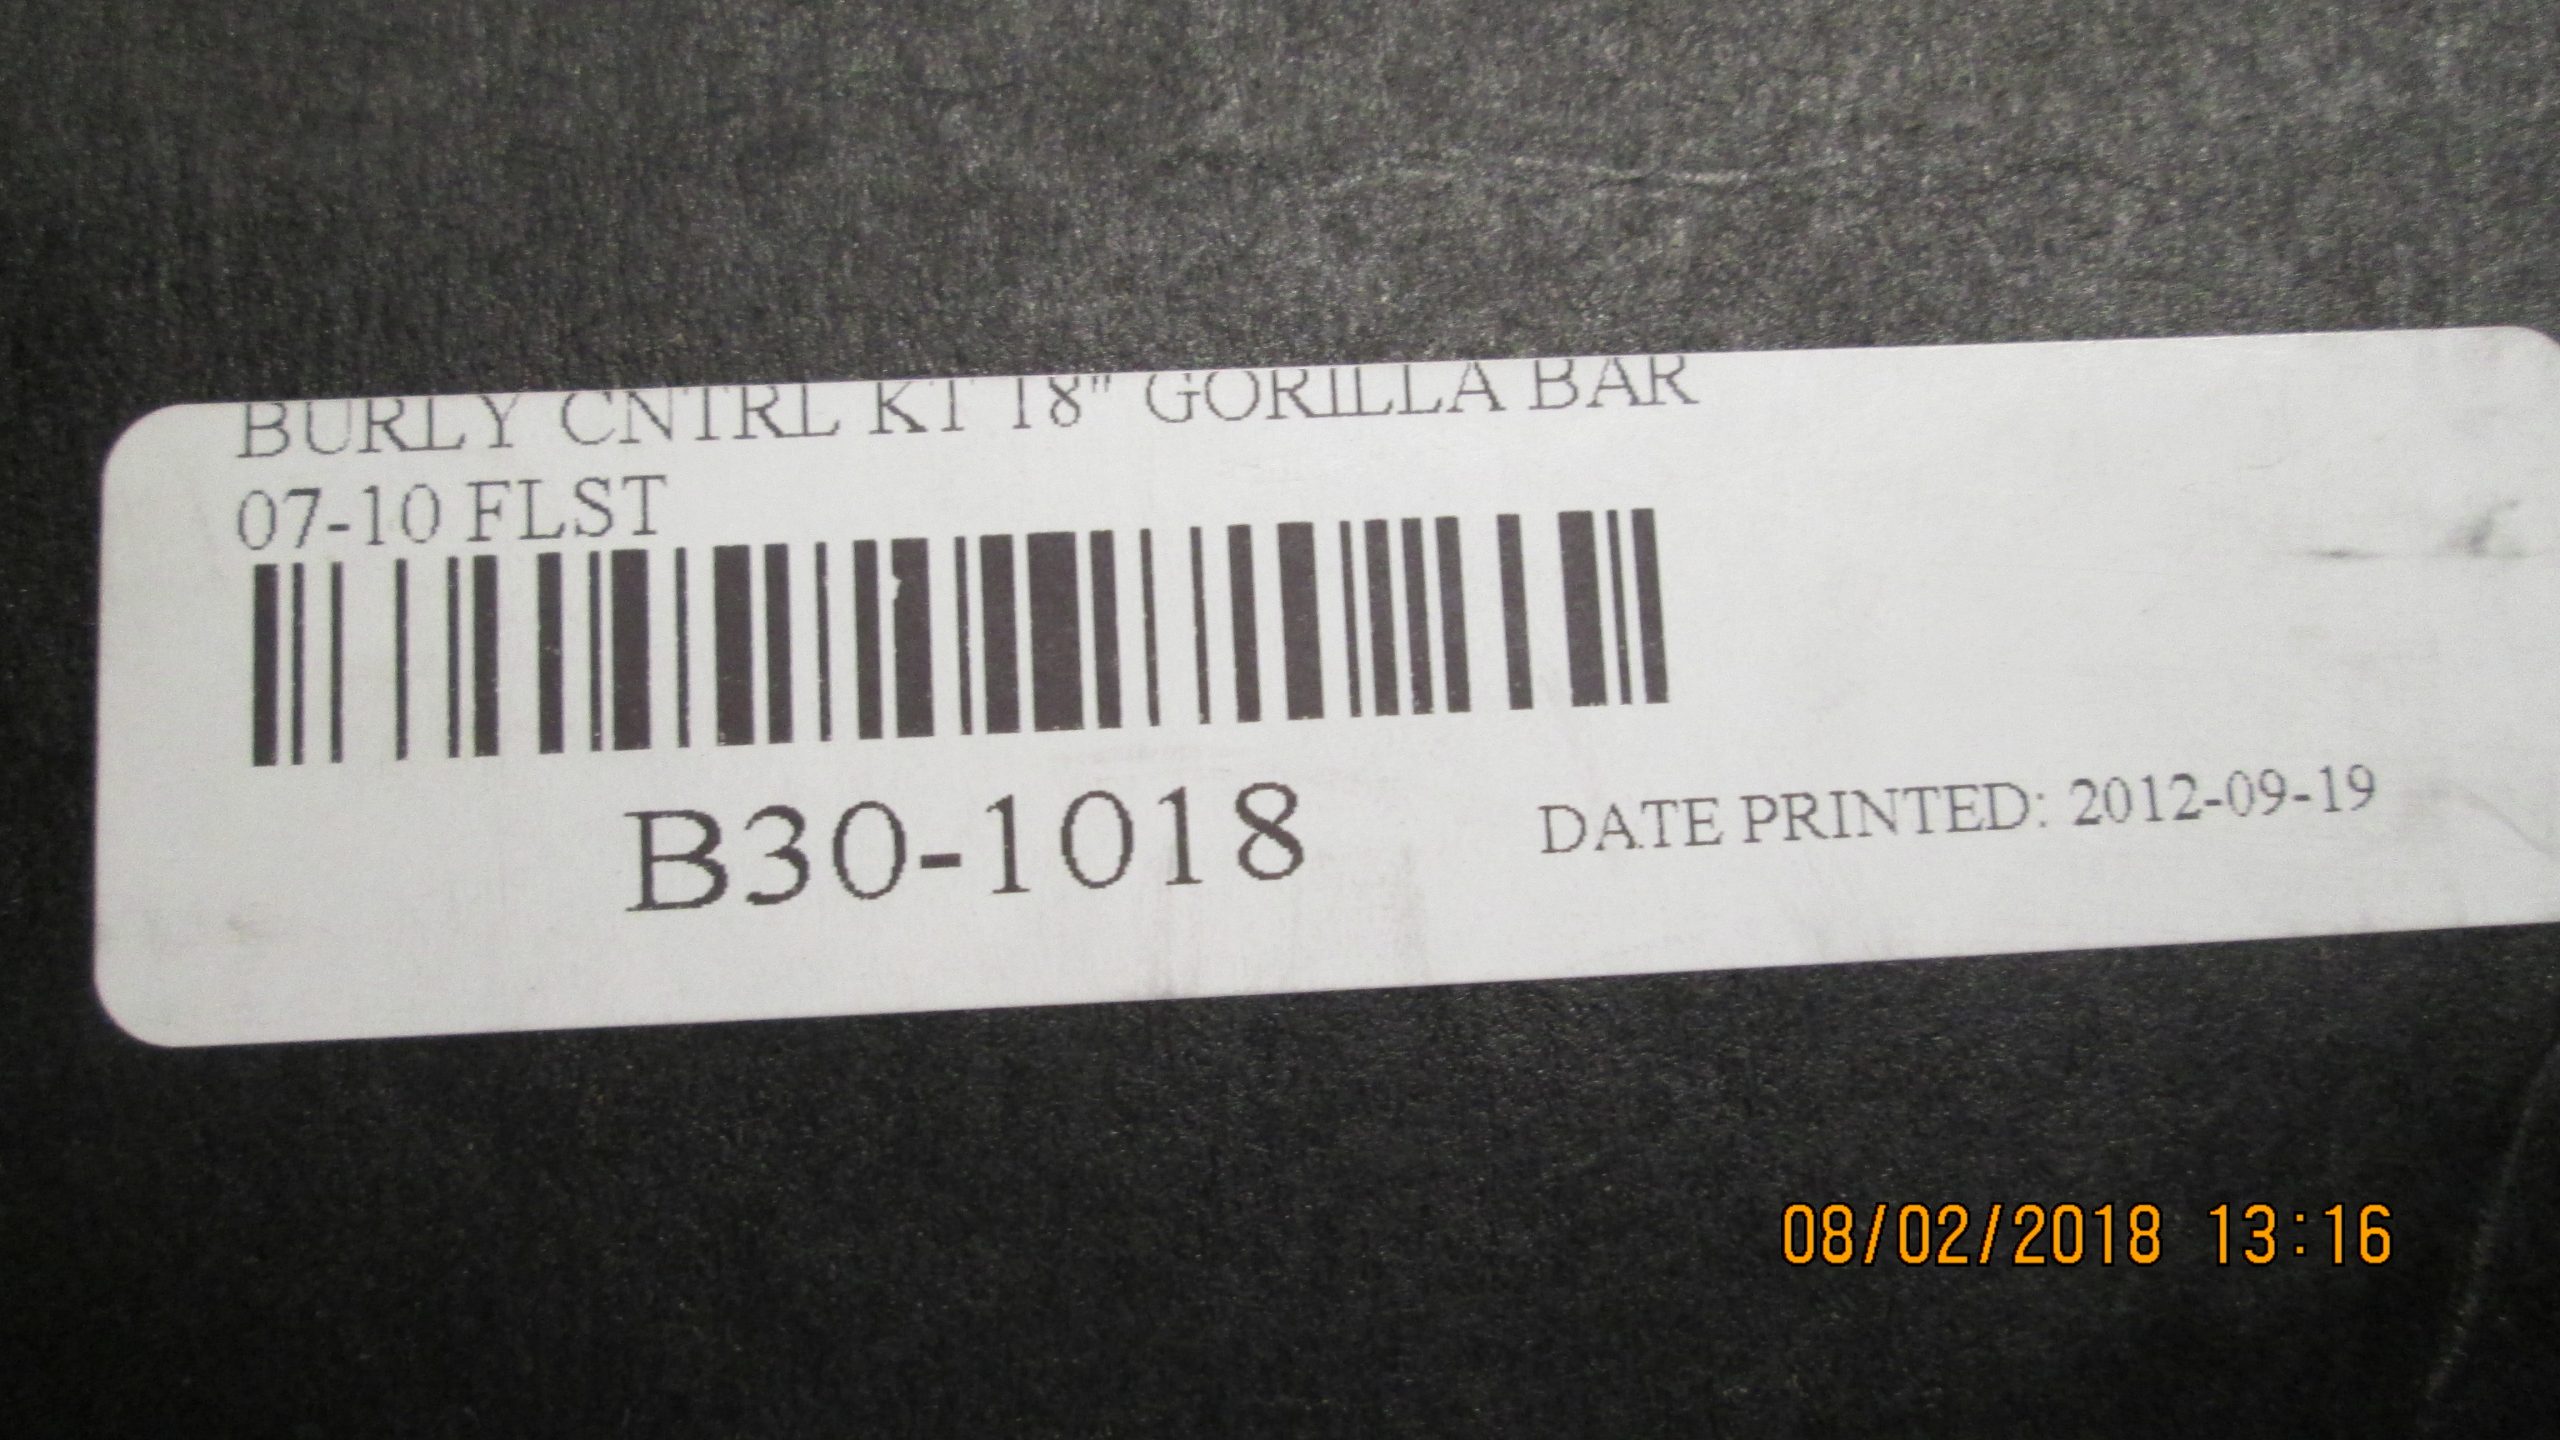 BURLY CNTRL KT 18" GORILLA BAR
07-10 FLST
B30-1018
DATE PRINTED: 2012-09-19
08/02/2018 13:16